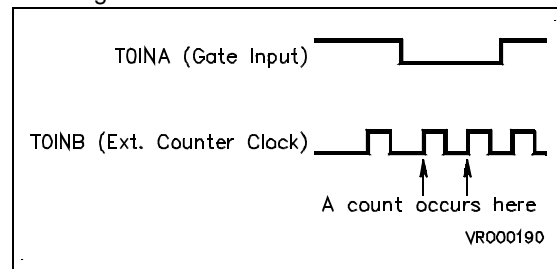 T0INA (Gate Input)
T0INB (Ext. Counter Clock)
A count occurs here
VR000190